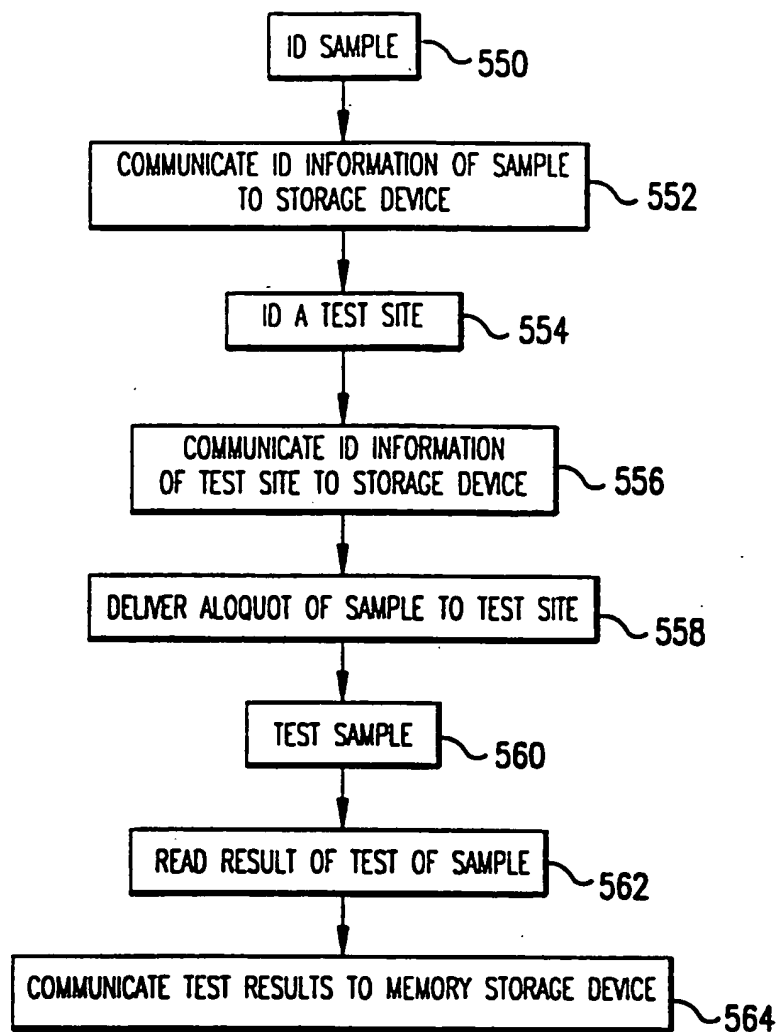 ID SAMPLE
550
COMMUNICATE ID INFORMATION OF SAMPLE
TO STORAGE DEVICE
552
ID A TEST SITE
554
COMMUNICATE ID INFORMATION
OF TEST SITE TO STORAGE DEVICE
556
DELIVER ALOQUOT OF SAMPLE TO TEST SITE
558
TEST SAMPLE
560
READ RESULT OF TEST OF SAMPLE
562
COMMUNICATE TEST RESULTS TO MEMORY STORAGE DEVICE
564